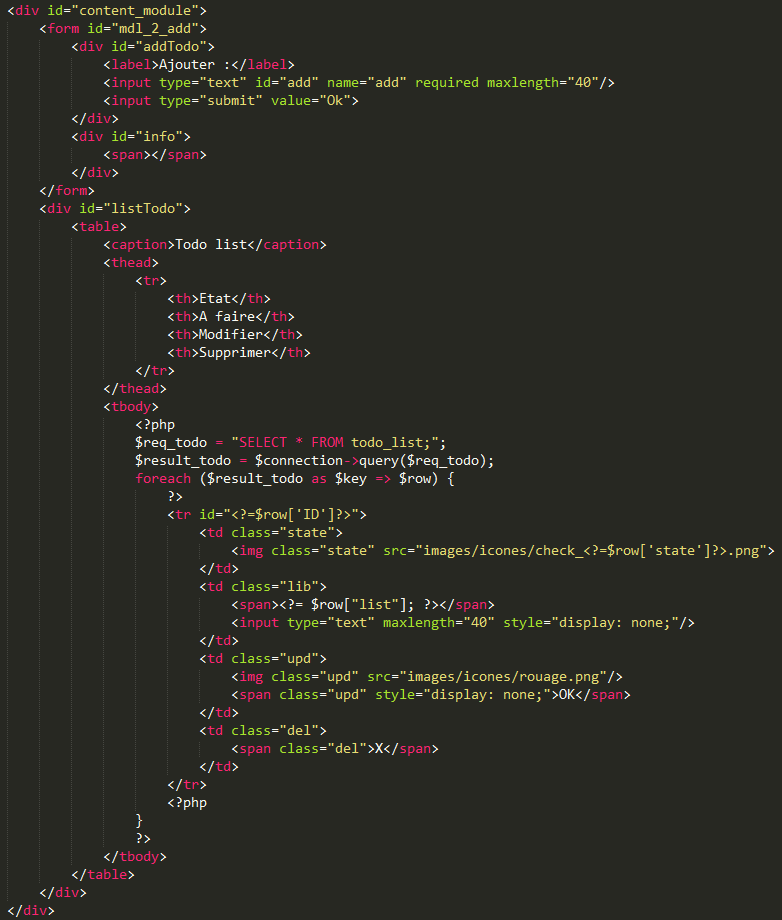 <div id="content_module">
    <form id="mdl_2_add">
        <div id="addTodo">
            <label>Ajouter :</label>
            <input type="text" id="add" name="add" required maxlength="40"/>
            <input type="submit" value="Ok">
        </div>
        <div id="info">
            <span></span>
        </div>
    </form>
    <div id="listTodo">
        <table>
            <caption>Todo list</caption>
            <thead>
                <tr>
                    <th>Etat</th>
                    <th>A faire</th>
                    <th>Modifier</th>
                    <th>Supprimer</th>
                </tr>
            </thead>
            <tbody>
                <?php
                $req_todo = "SELECT * FROM todo_list;";
                $result_todo = $connection->query($req_todo);
                foreach ($result_todo as $key => $row) {
                    ?>
                    <tr id="<?=$row['ID']?>">
                        <td class="state">
                            <img class="state" src="images/icones/check_<?=$row['state']?>.png">
                        </td>
                        <td class="lib">
                            <span><?= $row["list"]; ?></span>
                            <input type="text" maxlength="40" style="display: none;"/>
                        </td>
                        <td class="upd">
                            <img class="upd" src="images/icones/rouage.png"/>
                            <span class="upd" style="display: none;">OK</span>
                        </td>
                        <td class="del">
                            <span class="del">X</span>
                        </td>
                    </tr>
                    <?php
                }
                ?>
            </tbody>
        </table>
    </div>
</div>